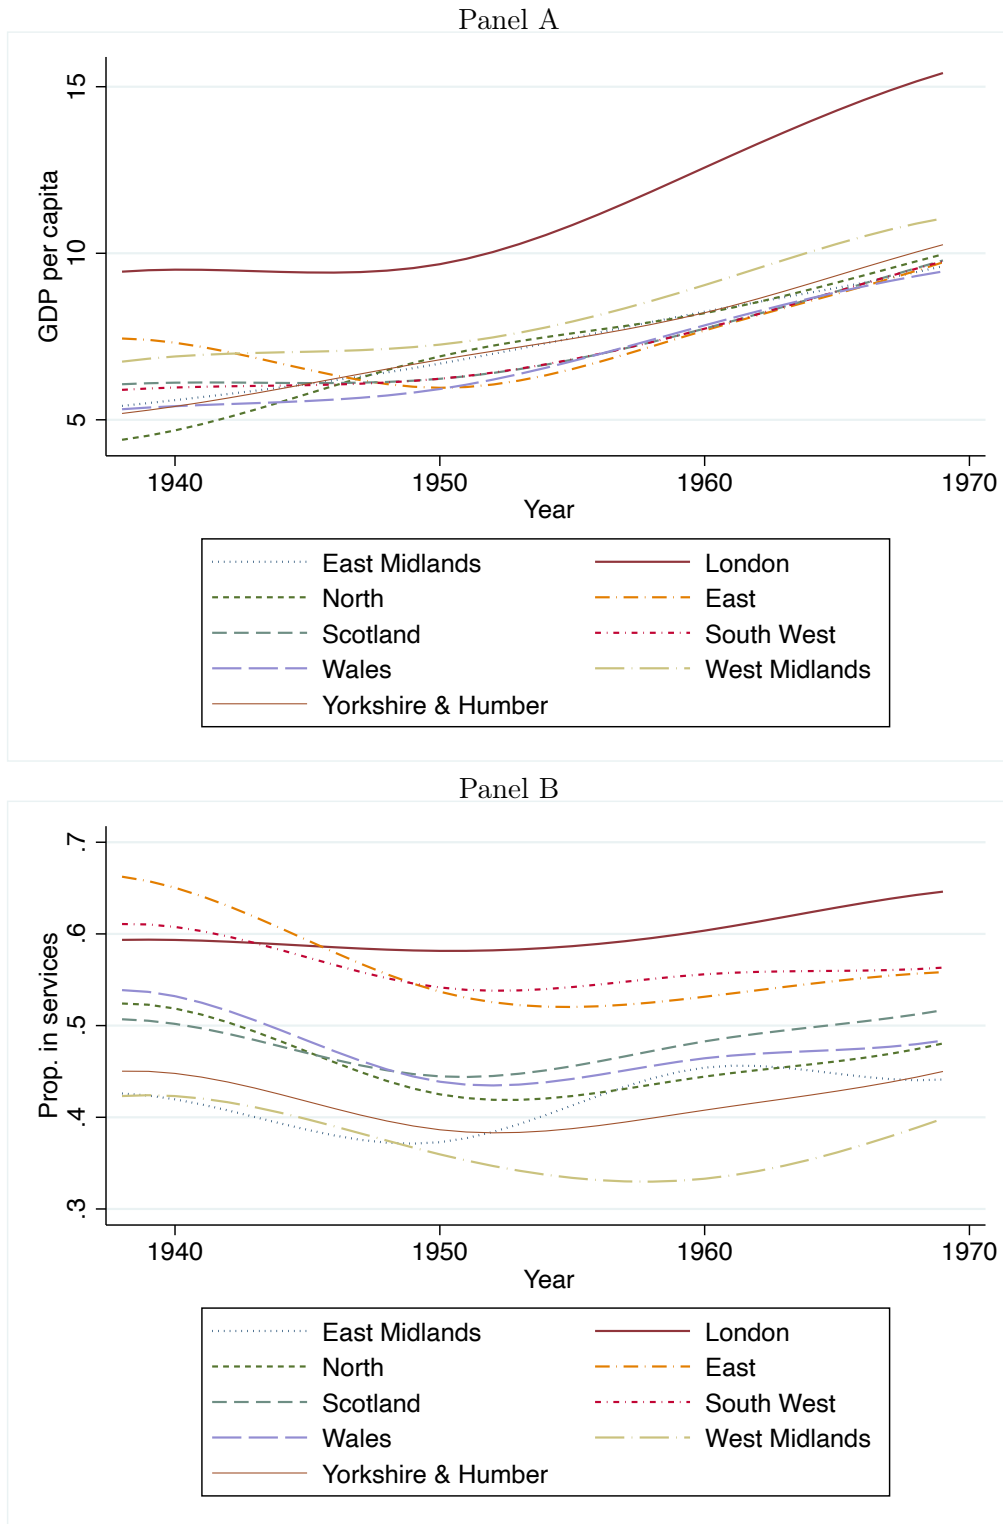 Panel A
GDP per capita
15
10
5
1940 1950 1960 1970
Year
East Midlands London
North East
Scotland South West
Wales West Midlands
Yorkshire & Humber
Panel B
Prop. in services
.7
.6
.5
.4
.3
1940 1950 1960 1970
Year
East Midlands London
North East
Scotland South West
Wales West Midlands
Yorkshire & Humber